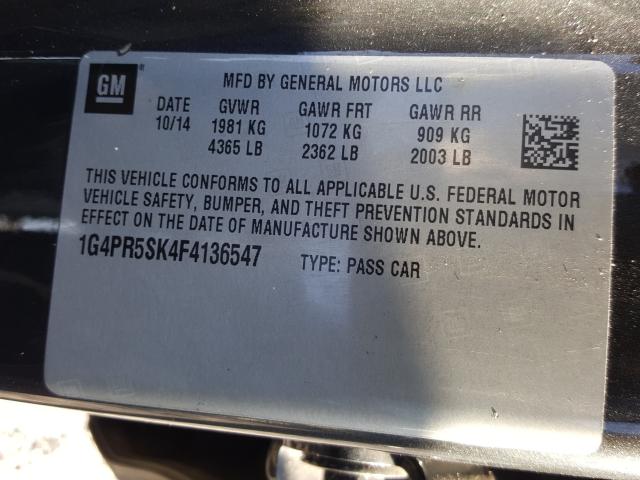 GM
MFD BY GENERAL MOTORS LLC
DATE GVWR GAWR FRT GAWR RR
10/14 1981 KG 1072 KG 909 KG
4365 LB 2362 LB 2003 LB
THIS VEHICLE CONFORMS TO ALL APPLICABLE U.S. FEDERAL MOTOR
VEHICLE SAFETY, BUMPER, AND THEFT PREVENTION STANDARDS IN
EFFECT ON THE DATE OF MANUFACTURE SHOWN ABOVE.
1G4PR5SK4F4136547 TYPE: PASS CAR